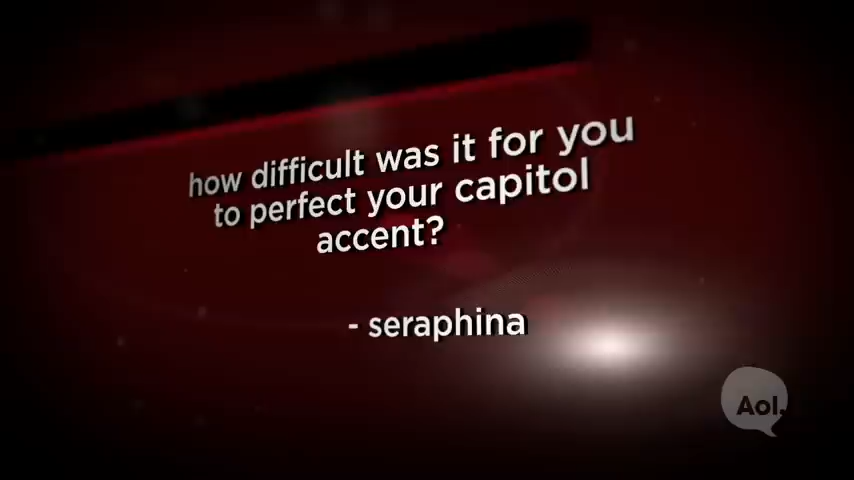 how difficult was it for you
to perfect your capitol
accent?
- seraphina
Aol.